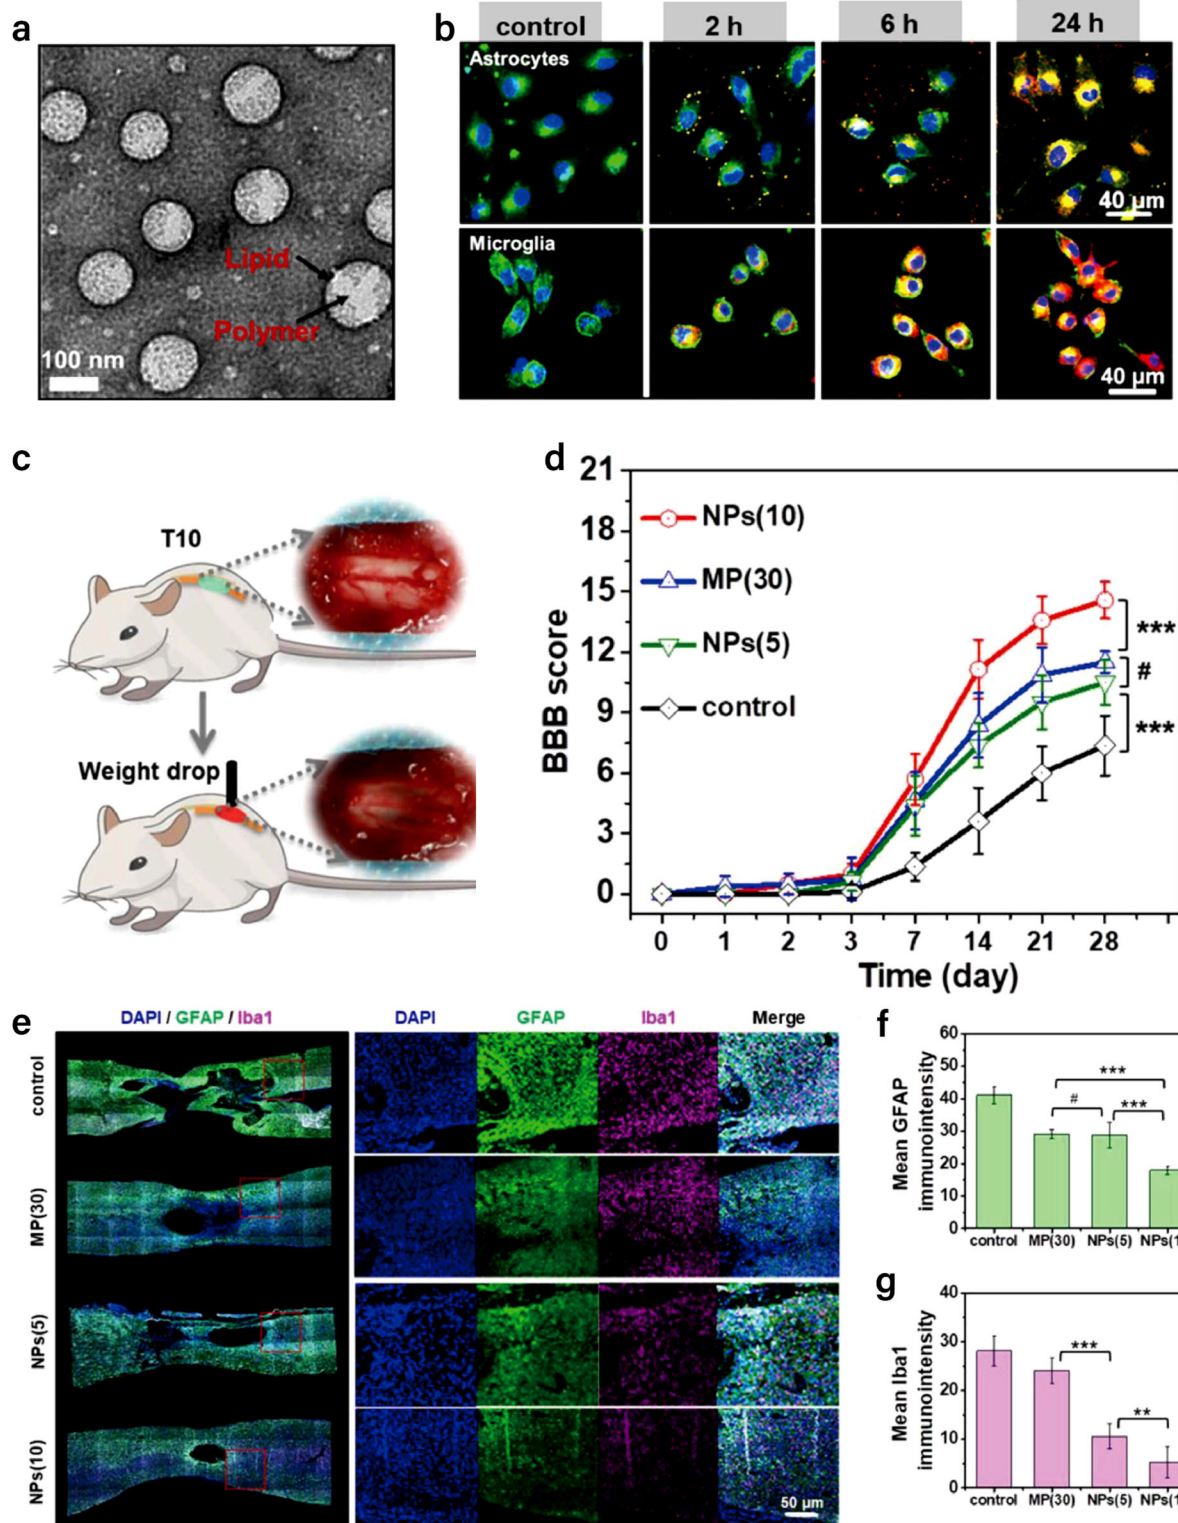 a
Lipid
Polymer
100 nm
b
control
2 h
6 h
24 h
Astrocytes
40 µm
Microglia
40 µm
c
T10
Weight drop
d
21
18
15
12
9
6
3
0
BBB score
NPs(10)
MP(30)
NPs(5)
control
***
#
***
0
1
2
3
7
14
21
28
Time (day)
e
DAPI / GFAP / Iba1
DAPI
GFAP
Iba1
Merge
control
MP(30)
NPs(5)
NPs(10)
50 µm
f
Mean GFAP
immunointensity
60
50
40
30
20
10
0
***
#
***
control
MP(30)
NPs(5)
NPs(1
g
Mean Iba1
immunointensity
40
30
20
10
0
***
**
control
MP(30)
NPs(5)
NPs(1